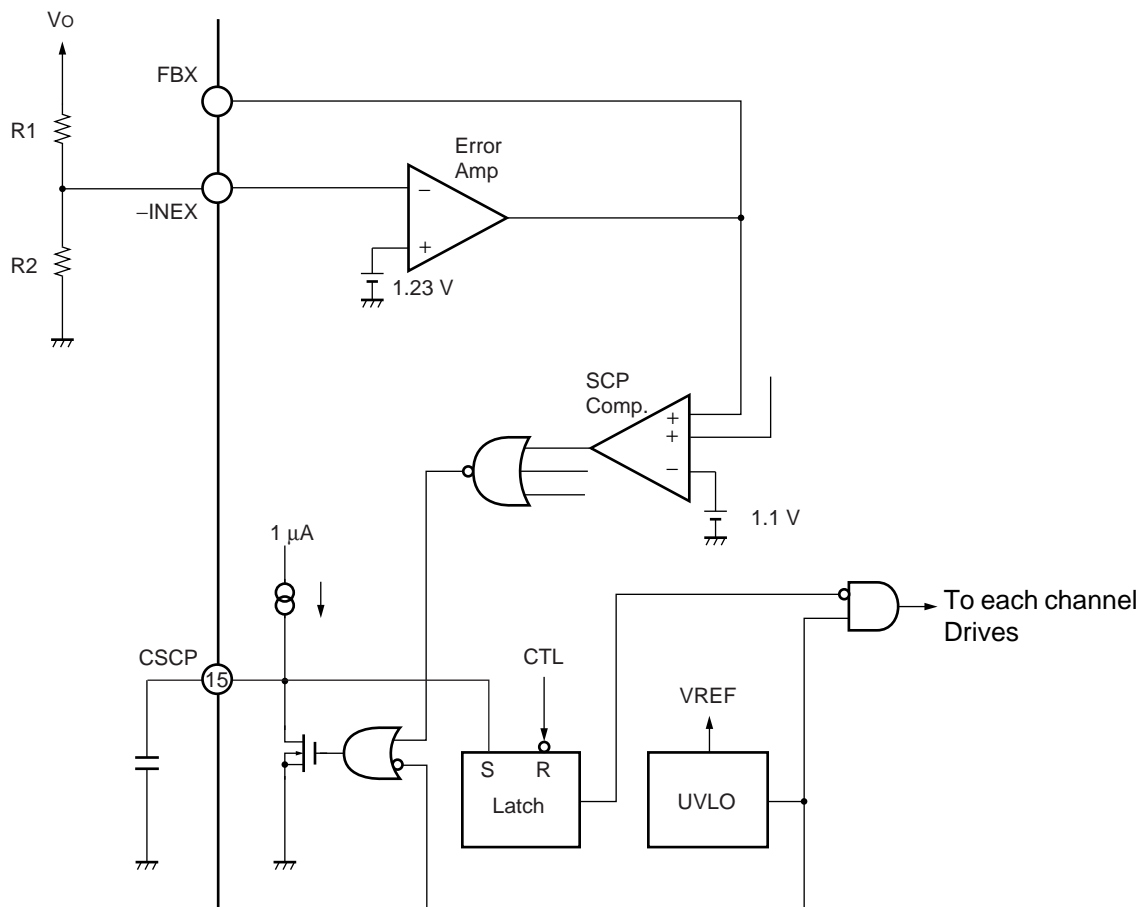 VO
FBX
R1
Error
Amp
−
−INEX
R2
+
1.23 V
SCP
Comp.
+
+
−
1.1 V
1 µA
To each channel
Drives
CSCP
15
CTL
VREF
S R
Latch
UVLO